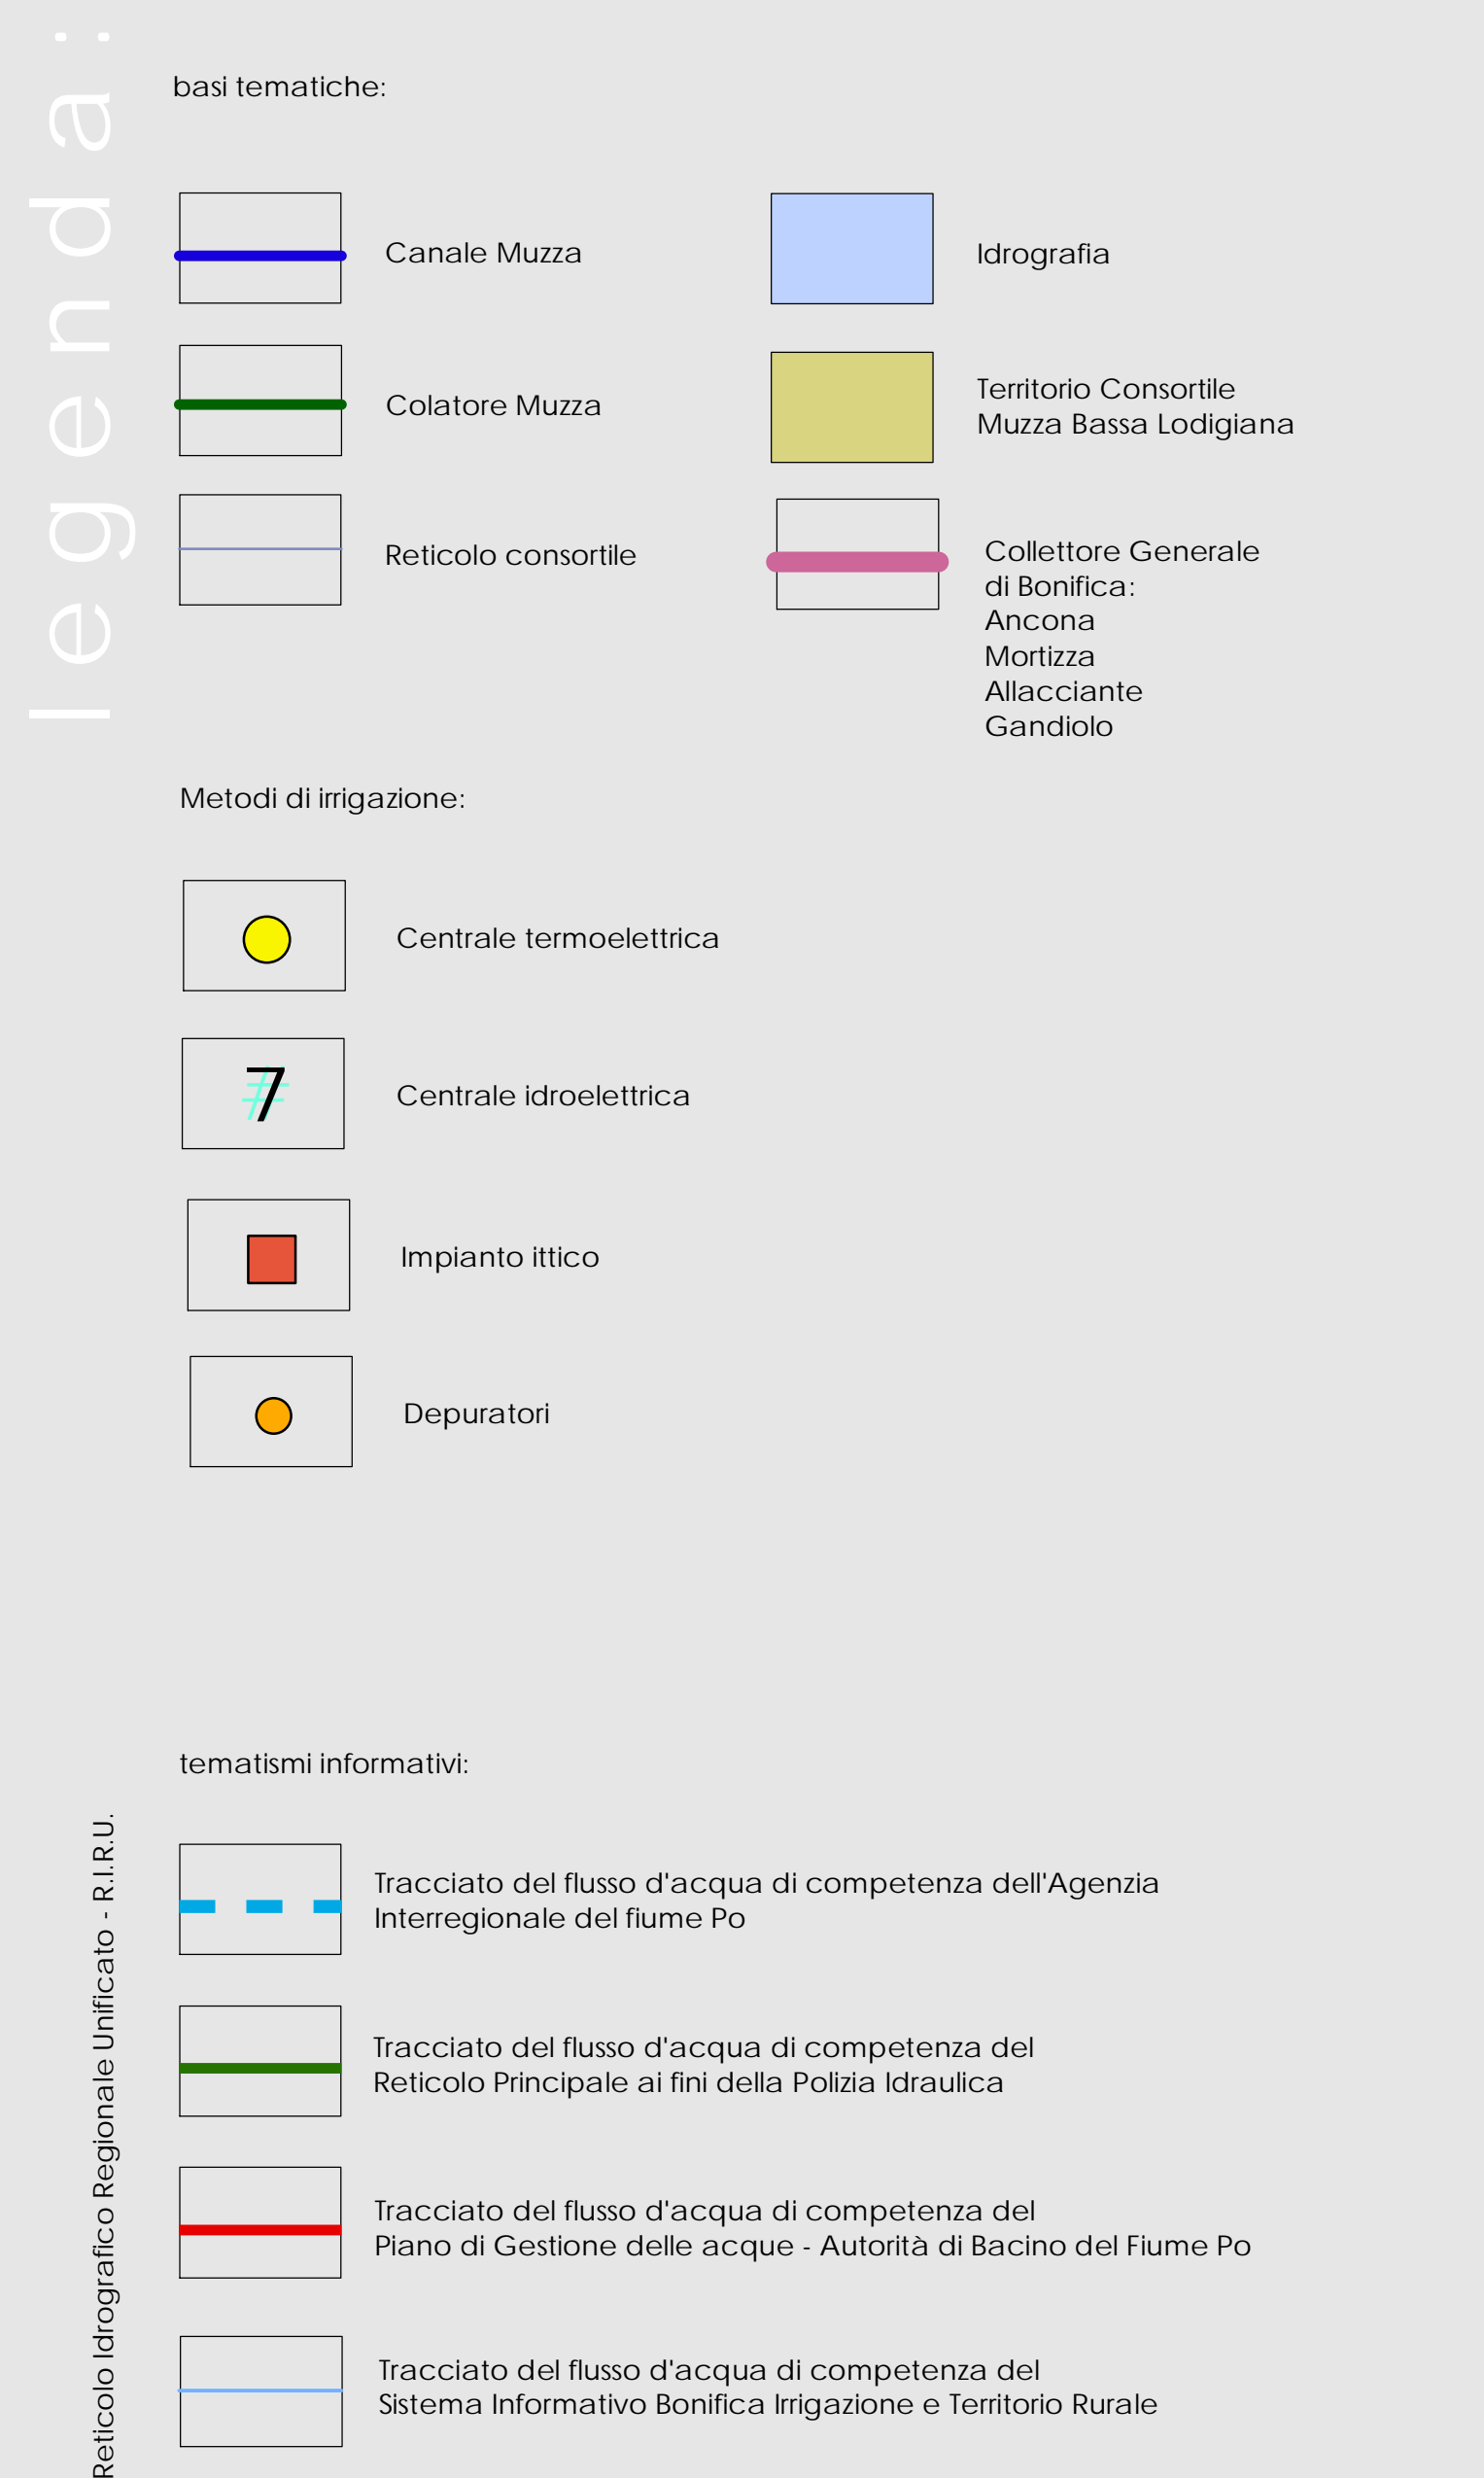 legenda:
basi tematiche:
Canale Muzza
Colatore Muzza
Reticolo consortile
Idrografia
Territorio Consortile
Muzza Bassa Lodigiana
Collettore Generale
di Bonifica:
Ancona
Mortizza
Allacciante
Gandiolo
Metodi di irrigazione:
Centrale termoelettrica
#7
Centrale idroelettrica
Impianto ittico
Depuratori
tematismi informativi:
Reticolo Idrografico Regionale Unificato - R.I.R.U.
Tracciato del flusso d'acqua di competenza dell'Agenzia
Interregionale del fiume Po
Tracciato del flusso d'acqua di competenza del
Reticolo Principale ai fini della Polizia Idraulica
Tracciato del flusso d'acqua di competenza del
Piano di Gestione delle acque - Autorità di Bacino del Fiume Po
Tracciato del flusso d'acqua di competenza del
Sistema Informativo Bonifica Irrigazione e Territorio Rurale